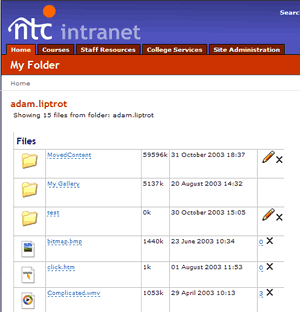 ntc intranet
Searc
Home Courses Staff Resources College Services Site Administration
My Folder
Home
adam.liptrot
Showing 15 files from folder: adam.liptrot
Files
MovedContent 59596k 31 October 2003 18:37
My Gallery 5137k 20 August 2003 14:32
test 0k 30 October 2003 15:05
bitmap.bmp 1440k 23 June 2003 10:34 0
click.htm 1k 01 August 2003 11:53 0
Complicated.wmv 1053k 29 April 2003 10:13 3